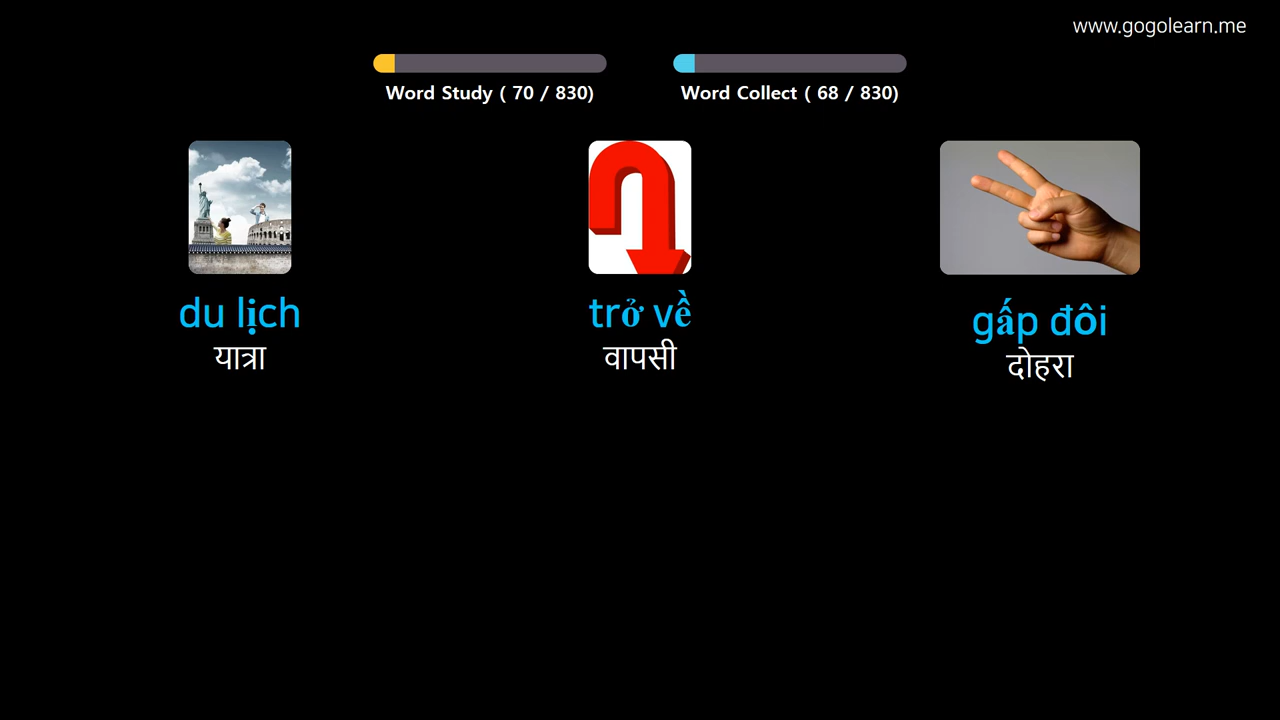 www.gogolearn.me
Word Study ( 70 / 830)
Word Collect ( 68 / 830)
du lịch
यात्रा
trở về
वापसी
gấp đôi
दोहरा